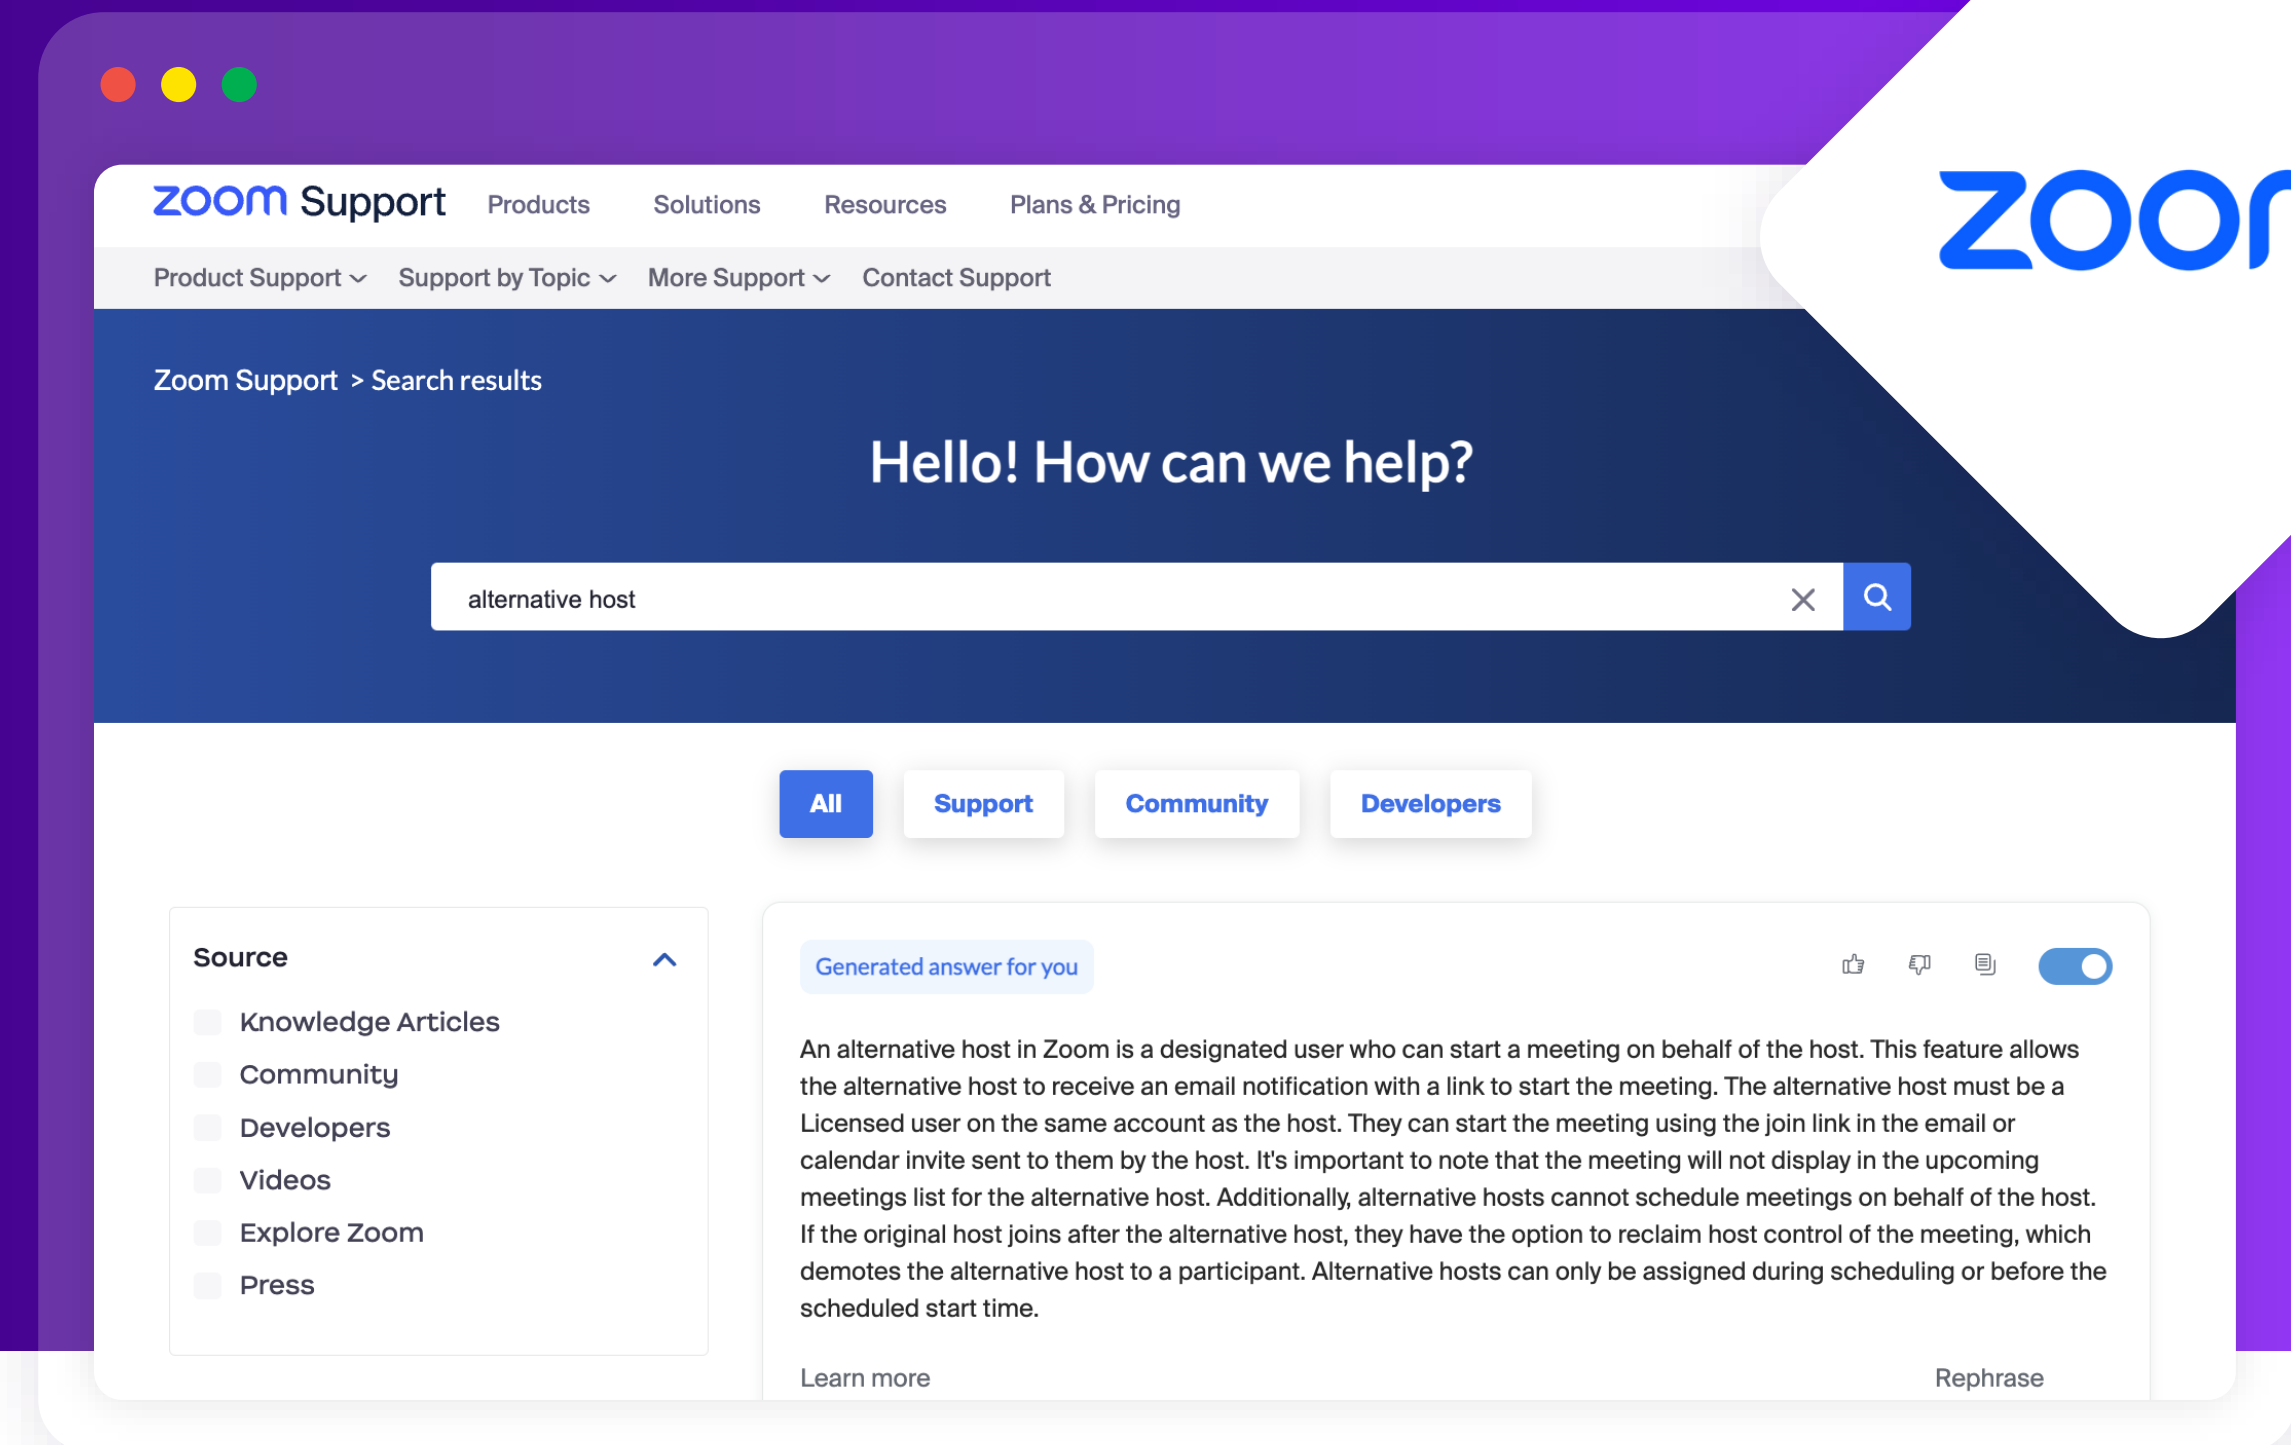 zoom Support Products Solutions Resources Plans & Pricing
zoom
Product Support Support by Topic More Support Contact Support
Zoom Support > Search results
Hello! How can we help?
alternative host
All Support Community Developers
Source
Knowledge Articles
Community
Developers
Videos
Explore Zoom
Press
Generated answer for you
An alternative host in Zoom is a designated user who can start a meeting on behalf of the host. This feature allows
the alternative host to receive an email notification with a link to start the meeting. The alternative host must be a
Licensed user on the same account as the host. They can start the meeting using the join link in the email or
calendar invite sent to them by the host. It's important to note that the meeting will not display in the upcoming
meetings list for the alternative host. Additionally, alternative hosts cannot schedule meetings on behalf of the host.
If the original host joins after the alternative host, they have the option to reclaim host control of the meeting, which
demotes the alternative host to a participant. Alternative hosts can only be assigned during scheduling or before the
scheduled start time.
Learn more Rephrase